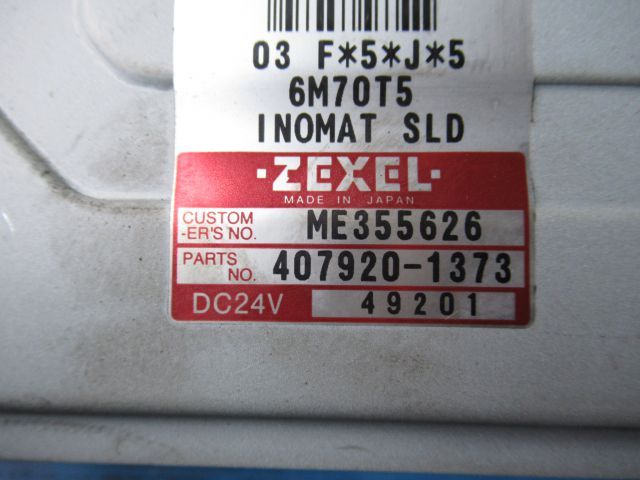 03 F*5*J*5
6M70T5
INOMAT SLD
·ZEXEL·
MADE IN JAPAN
CUSTOM
-ER'S NO. ME355626
PARTS
NO. 407920-1373
DC24V 49201